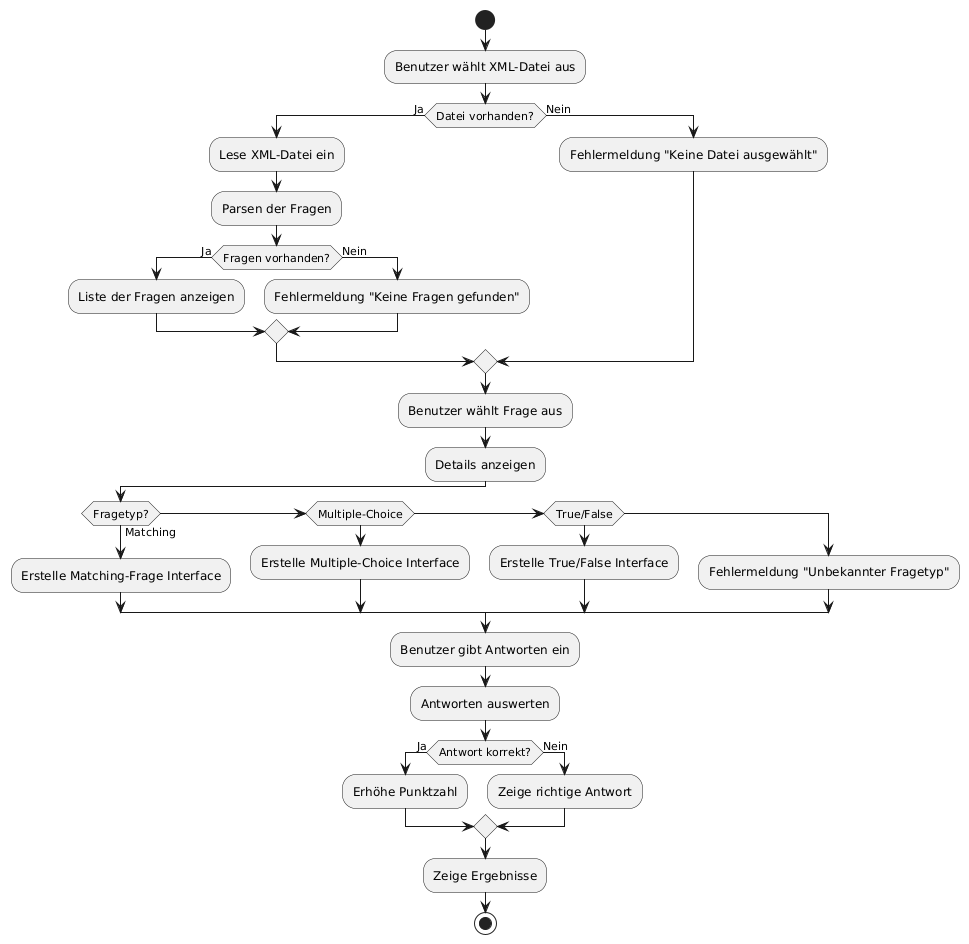 Benutzer wählt XML-Datei aus
Ja
Datei vorhanden?
Nein
Lese XML-Datei ein
Fehlermeldung "Keine Datei ausgewählt"
Parsen der Fragen
Ja
Fragen vorhanden?
Nein
Liste der Fragen anzeigen
Fehlermeldung "Keine Fragen gefunden"
Benutzer wählt Frage aus
Details anzeigen
Fragetyp?
Multiple-Choice
True/False
Matching
Erstelle Matching-Frage Interface
Erstelle Multiple-Choice Interface
Erstelle True/False Interface
Fehlermeldung "Unbekannter Fragetyp"
Benutzer gibt Antworten ein
Antworten auswerten
Ja
Antwort korrekt?
Nein
Erhöhe Punktzahl
Zeige richtige Antwort
Zeige Ergebnisse